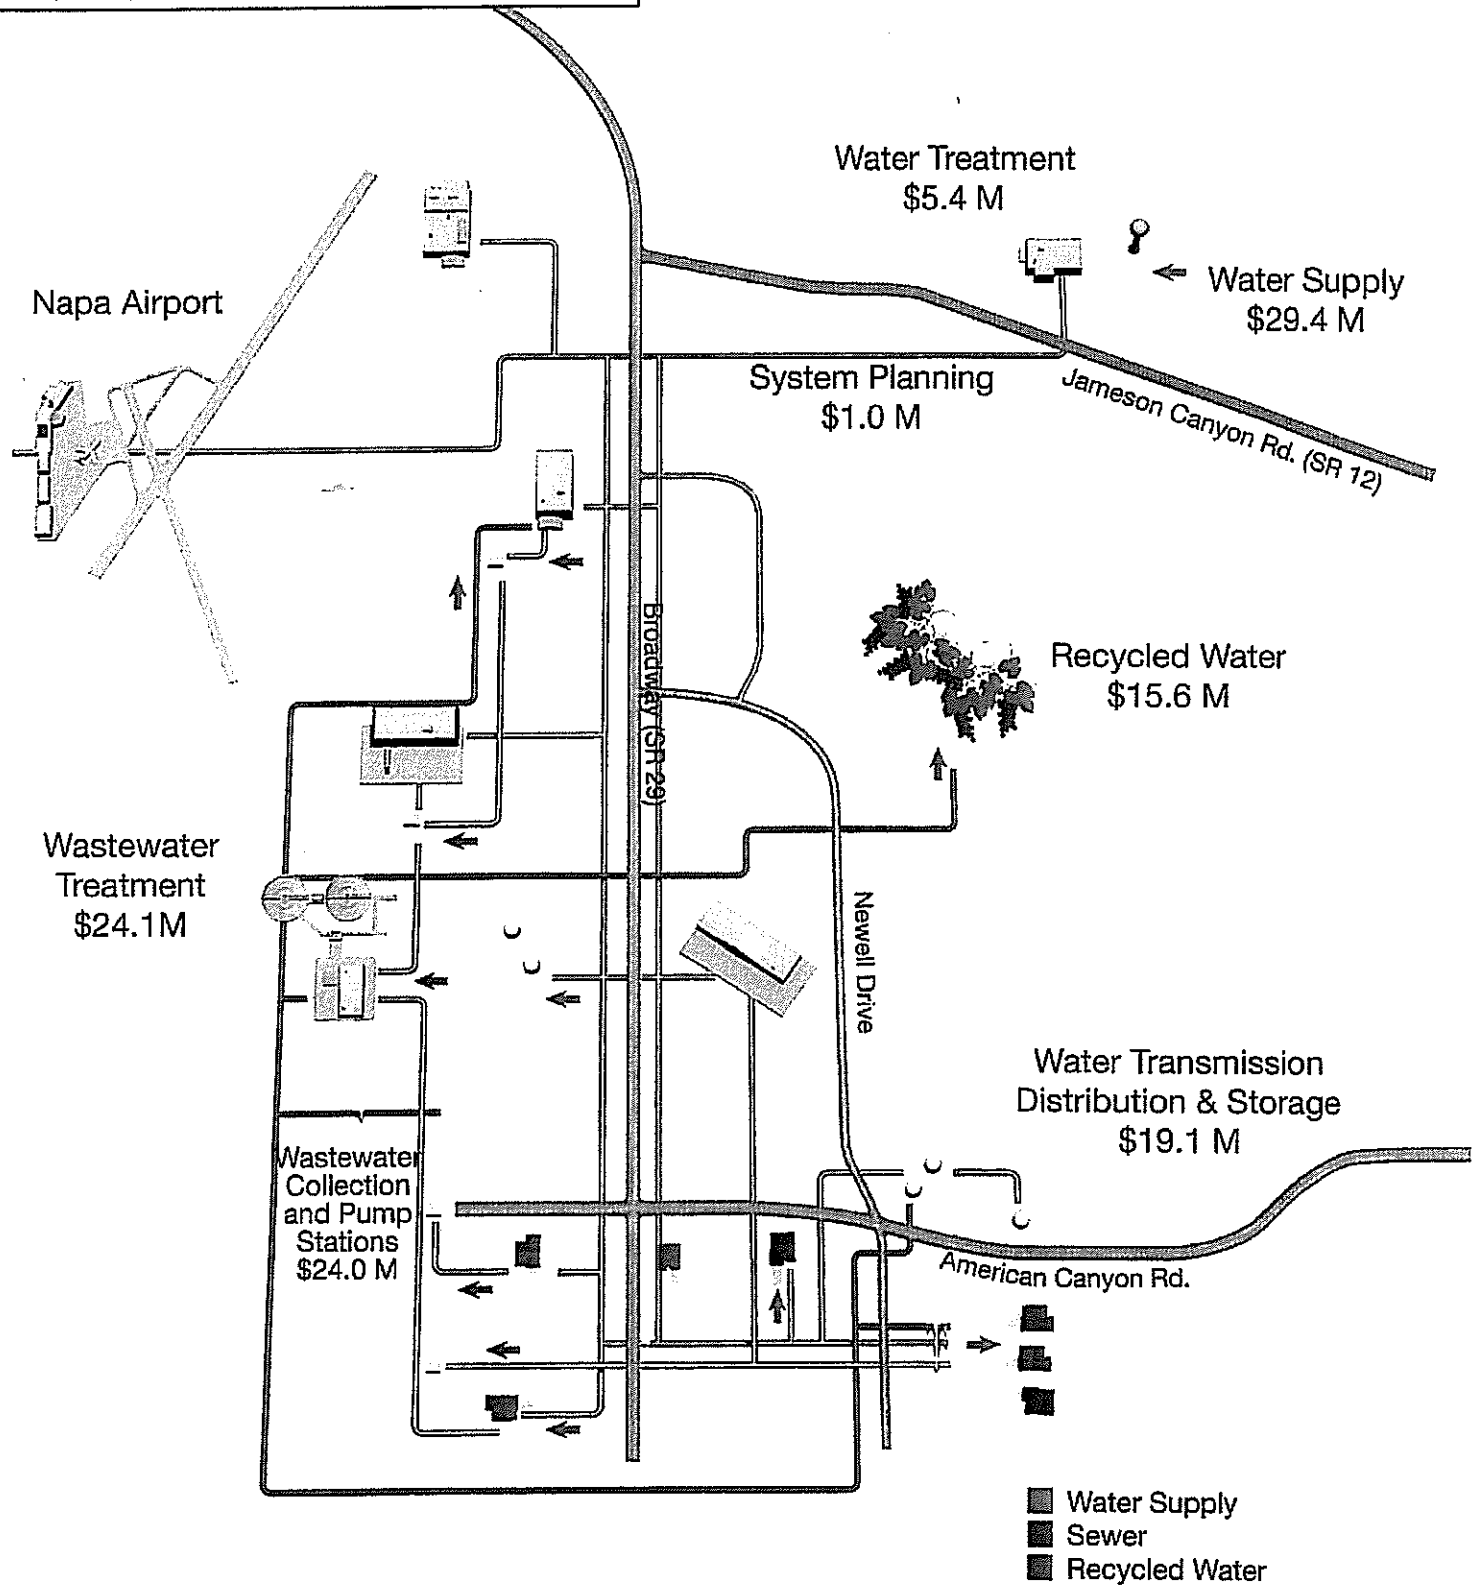 Water Treatment
$5.4 M
Napa Airport
Water Supply
$29.4 M
System Planning
$1.0 M
Jameson Canyon Rd. (SR 12)
Broadway (SR 29)
Recycled Water
$15.6 M
Wastewater
Treatment
$24.1M
Newell Drive
Water Transmission
Distribution & Storage
$19.1 M
Wastewater
Collection
and Pump
Stations
$24.0 M
American Canyon Rd.
Water Supply
Sewer
Recycled Water